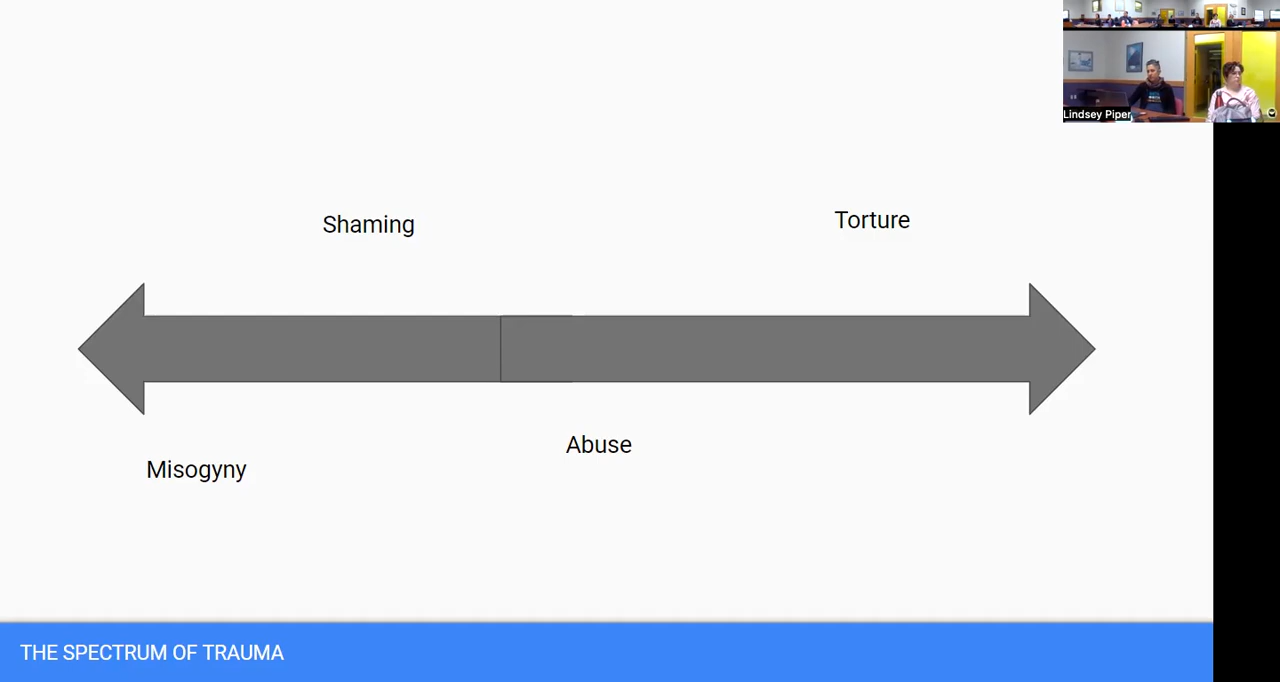 Lindsey Piper
Shaming
Torture
Abuse
Misogyny
THE SPECTRUM OF TRAUMA